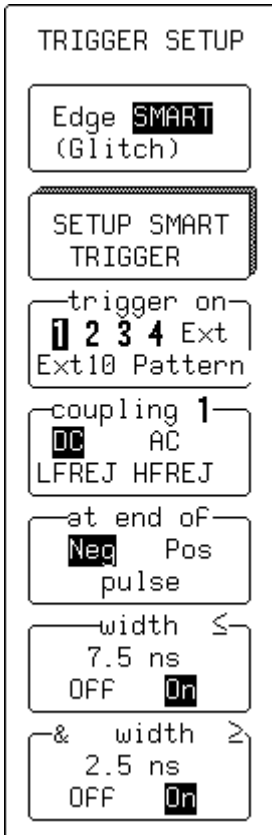 TRIGGER SETUP
Edge SMART
(Glitch)
SETUP SMART
TRIGGER
trigger on
1 2 3 4 Ext
Ext10 Pattern
coupling 1
DC AC
LFREJ HFREJ
at end of
Neg Pos
pulse
width ≤
7.5 ns
OFF On
& width ≥
2.5 ns
OFF On